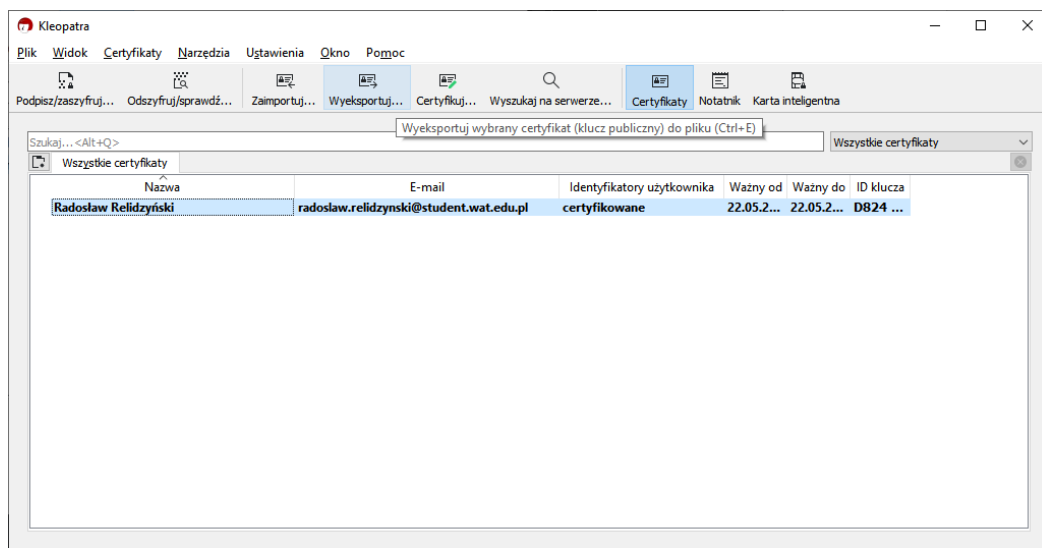 Kleopatra
Plik Widok Certyfikaty Narzędzia Ustawienia Okno Pomoc
Podpisz/zaszyfruj... Odszyfruj/sprawdź... Zaimportuj... Wyeksportuj... Certyfikuj... Wyszukaj na serwerze... Certyfikaty Notatnik Karta inteligentna
Wyeksportuj wybrany certyfikat (klucz publiczny) do pliku (Ctrl+E)
Szukaj...<Alt+Q> Wszystkie certyfikaty
Wszystkie certyfikaty
Nazwa E-mail Identyfikatory użytkownika Ważny od Ważny do ID klucza
Radosław Relidzyński radoslaw.relidzynski@student.wat.edu.pl certyfikowane 22.05.2... 22.05.2... D824 ...